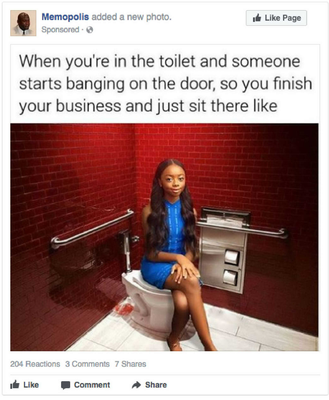 Memopolis added a new photo.
Sponsored ·
Like Page
When you're in the toilet and someone
starts banging on the door, so you finish
your business and just sit there like
204 Reactions 3 Comments 7 Shares
Like Comment Share